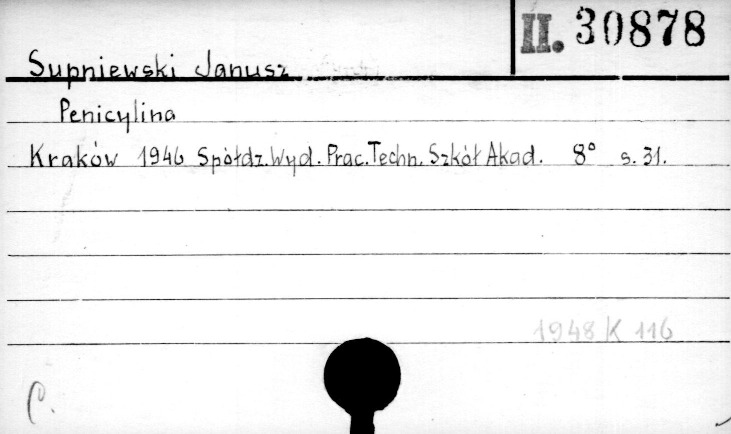 II. 30878
Supniewski Janusz
Penicylina
Kraków 1946 Spółdz. Wyd. Prac. Techn. Szkół Akad. 8° s. 31.
1948 K 116